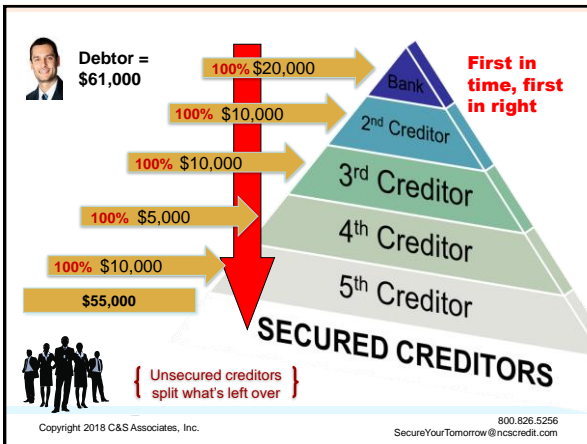 Debtor =
$61,000
First in
time, first
in right
100% $20,000
Bank
100% $10,000
2nd Creditor
100% $10,000
3rd Creditor
100% $5,000
4th Creditor
100% $10,000
5th Creditor
$55,000
SECURED CREDITORS
{ Unsecured creditors
split what's left over }
Copyright 2018 C&S Associates, Inc.
800.826.5256
SecureYourTomorrow@ncscredit.com